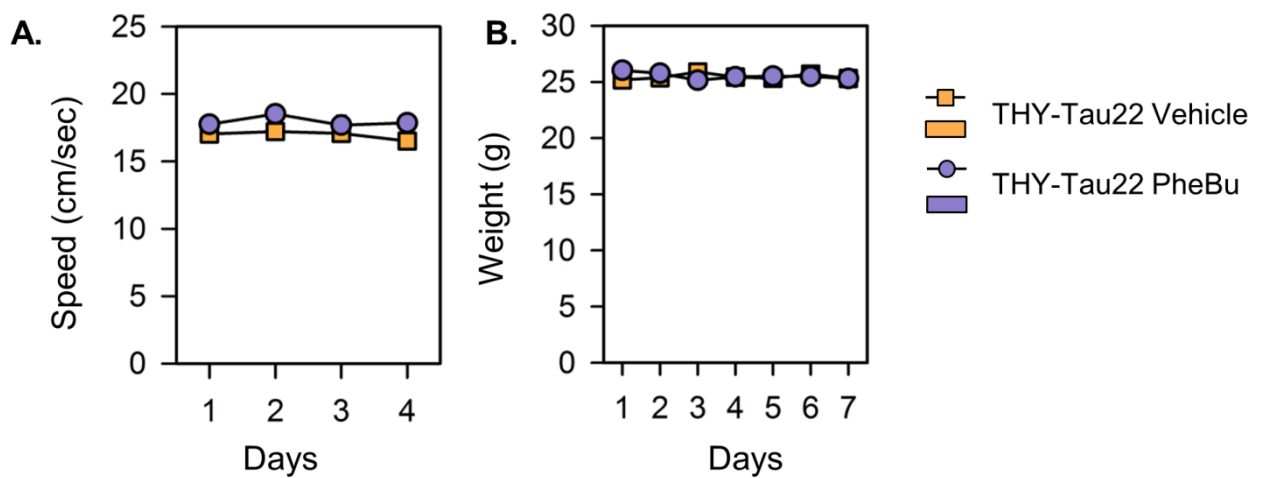 A.
25
20
15
10
5
0
Speed (cm/sec)
1 2 3 4
Days
B.
30
25
20
15
10
5
0
Weight (g)
1 2 3 4 5 6 7
Days
THY-Tau22 Vehicle
THY-Tau22 PheBu